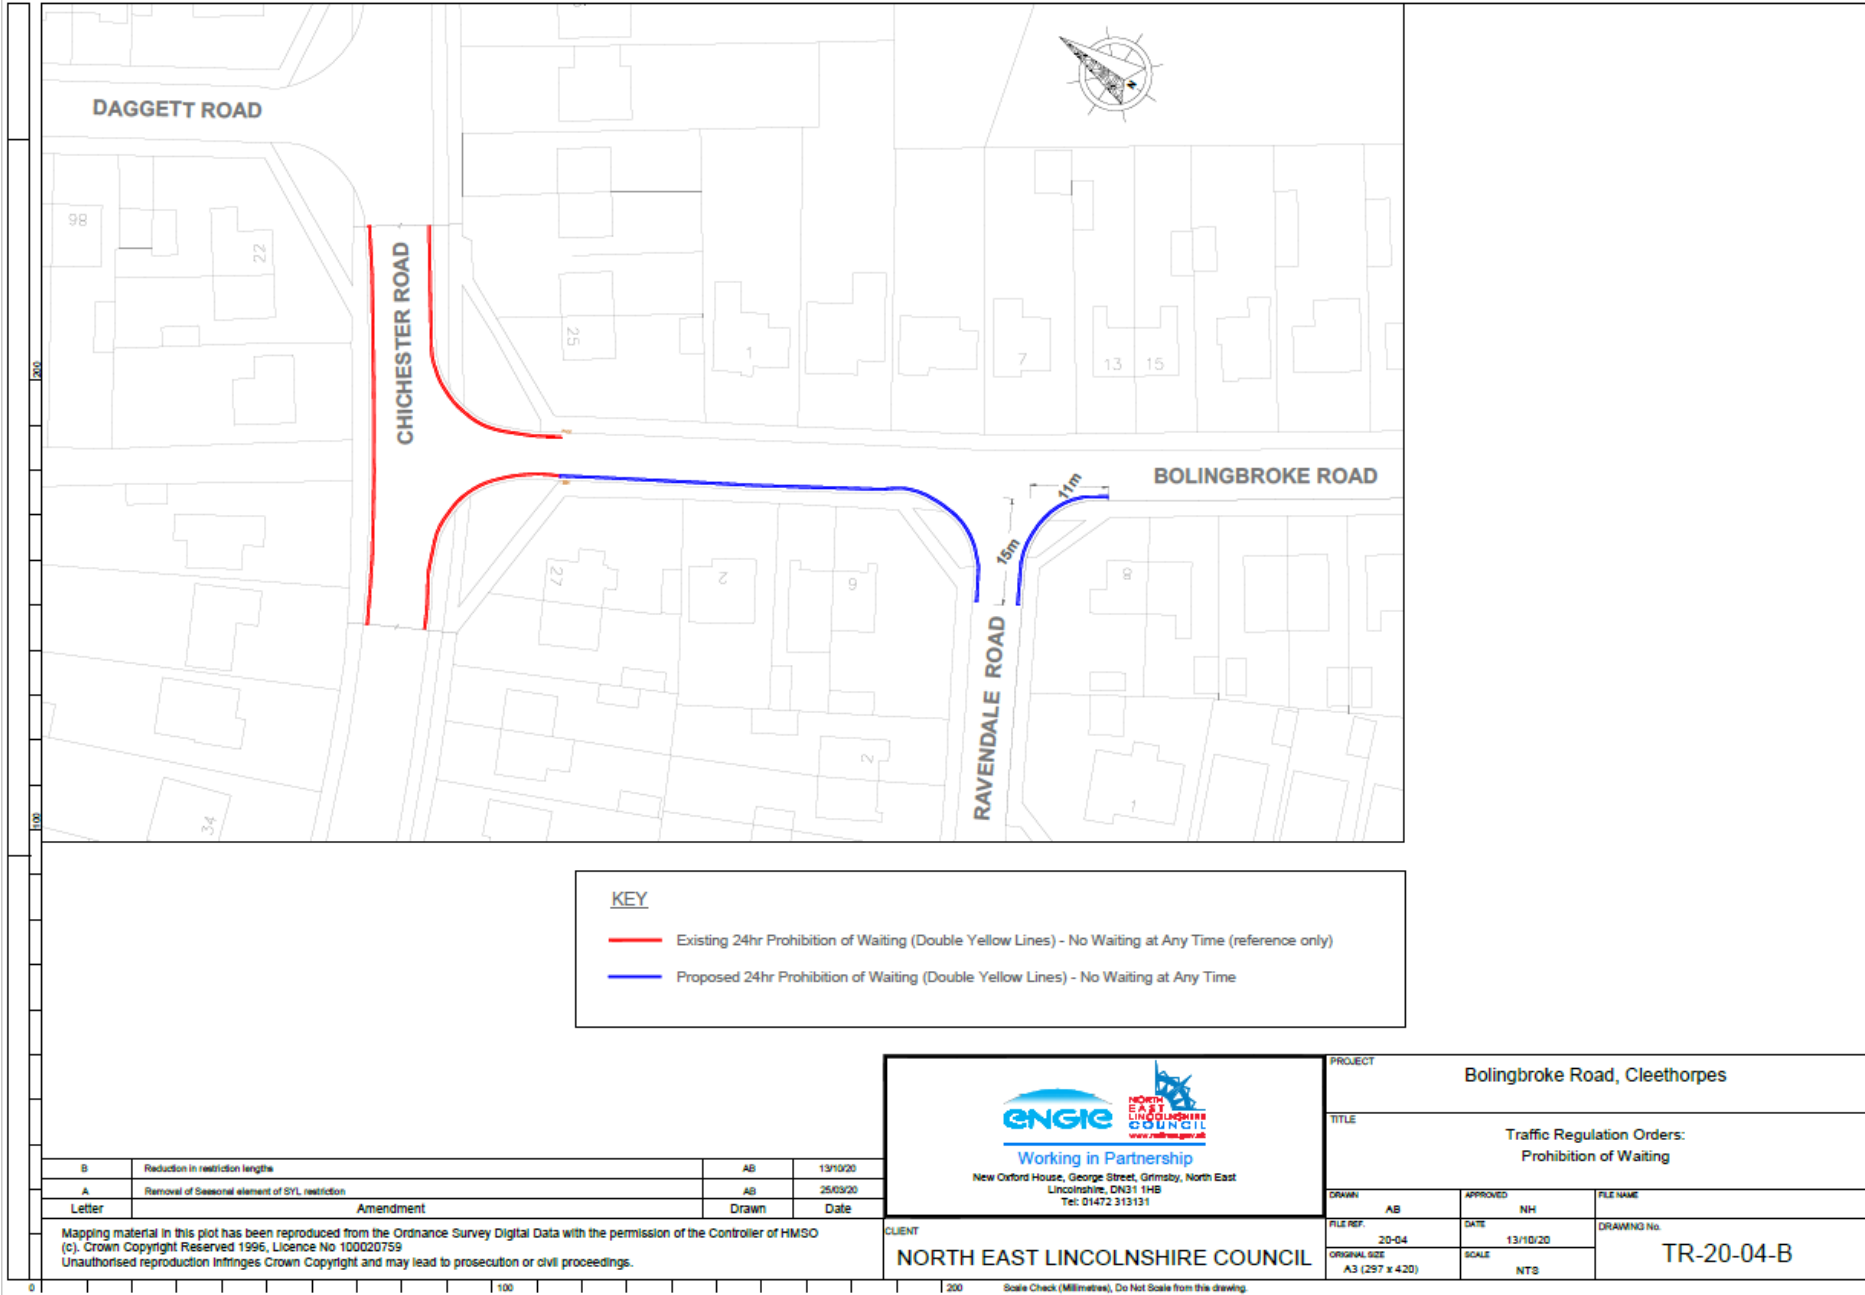 DAGGETT ROAD
N
98
22
CHICHESTER ROAD
25
1
7
13
15
BOLINGBROKE ROAD
11m
15m
27
2
6
8
RAVENDALE ROAD
2
1
34
200
100
KEY
Existing 24hr Prohibition of Waiting (Double Yellow Lines) - No Waiting at Any Time (reference only)
Proposed 24hr Prohibition of Waiting (Double Yellow Lines) - No Waiting at Any Time
ENGIE
NORTH
EAST
LINCOLNSHIRE
COUNCIL
www.nelincs.gov.uk
Working in Partnership
New Oxford House, George Street, Grimsby, North East
Lincolnshire, DN31 1HB
Tel: 01472 313131
PROJECT
Bolingbroke Road, Cleethorpes
TITLE
Traffic Regulation Orders:
Prohibition of Waiting
B Reduction in restriction lengths AB 13/10/20
A Removal of Seasonal element of SYL restriction AB 25/03/20
Letter Amendment Drawn Date
DRAWN
AB
APPROVED
NH
FILE NAME
FILE REF.
20-04
DATE
13/10/20
DRAWING No.
TR-20-04-B
ORIGINAL SIZE
A3 (297 x 420)
SCALE
NTS
Mapping material in this plot has been reproduced from the Ordnance Survey Digital Data with the permission of the Controller of HMSO
(c). Crown Copyright Reserved 1996, Licence No 100020759
Unauthorised reproduction infringes Crown Copyright and may lead to prosecution or civil proceedings.
CLIENT
NORTH EAST LINCOLNSHIRE COUNCIL
0
100
200
Scale Check (Millimetres), Do Not Scale from this drawing.